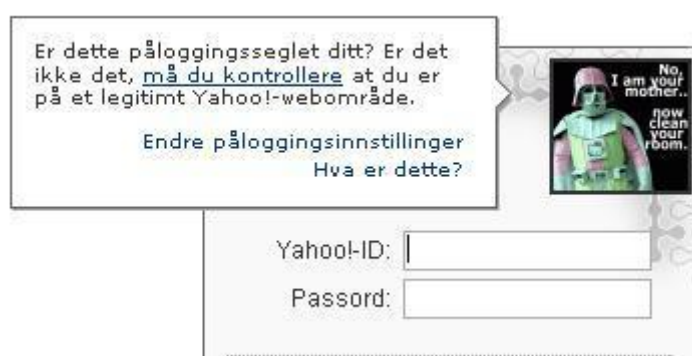 Er dette påloggingsseglet ditt? Er det
ikke det, må du kontrollere at du er
på et legitimt Yahoo!-webområde.
Endre påloggingsinnstillinger
Hva er dette?
No,
I am your
mother..
now
clean
your
room.
Yahoo!-ID:
Passord: